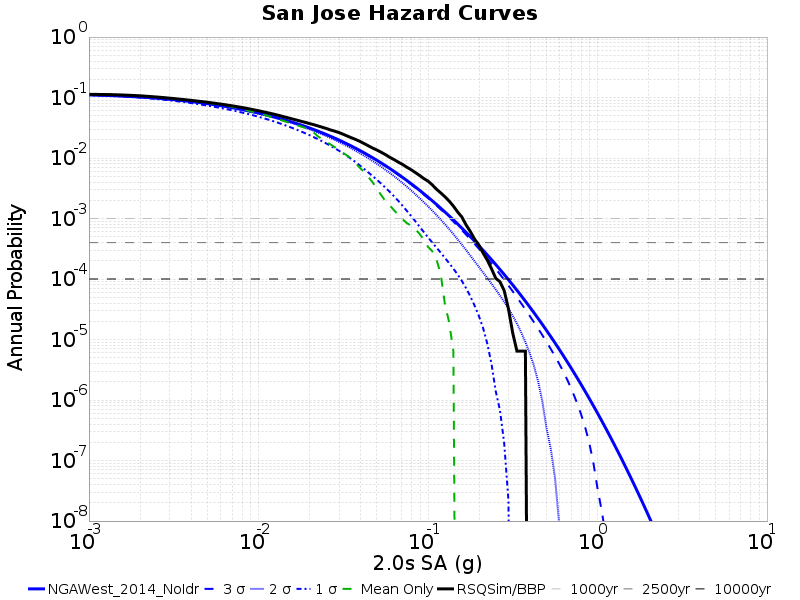 San Jose Hazard Curves
Annual Probability
10^0
10^-1
10^-2
10^-3
10^-4
10^-5
10^-6
10^-7
10^-8
10^-3 10^-2 10^-1 10^0 10^1
2.0s SA (g)
NGAWest_2014_NoIdr 3 σ 2 σ 1 σ Mean Only RSQSim/BBP 1000yr 2500yr 10000yr